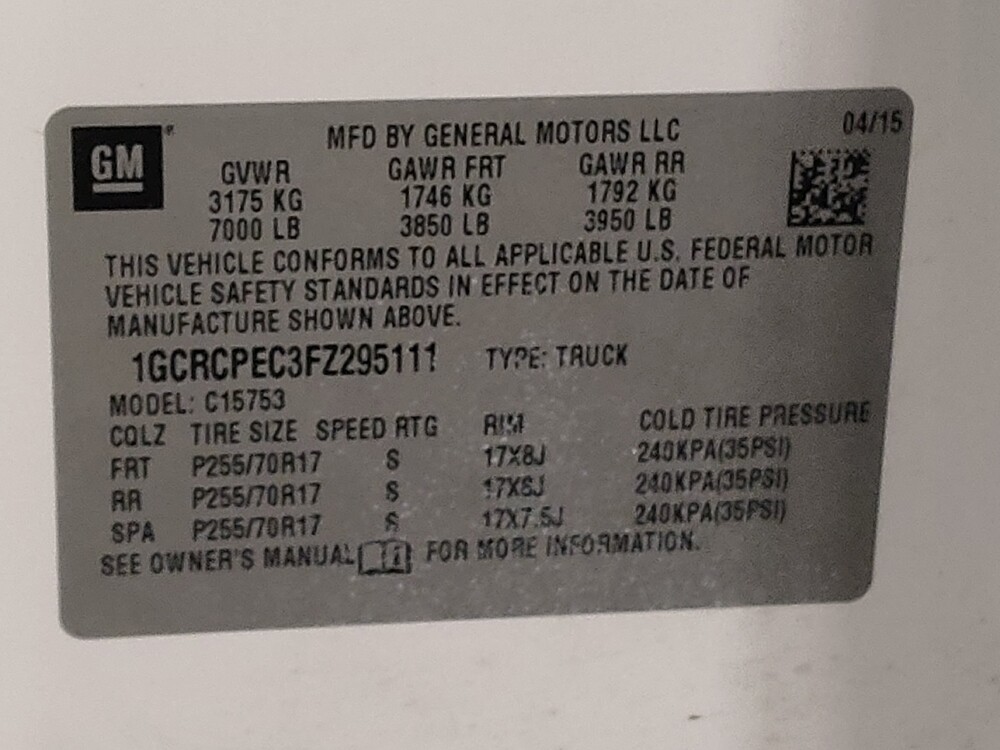 GM
MFD BY GENERAL MOTORS LLC 04/15
GVWR GAWR FRT GAWR RR
3175 KG 1746 KG 1792 KG
7000 LB 3850 LB 3950 LB
THIS VEHICLE CONFORMS TO ALL APPLICABLE U.S. FEDERAL MOTOR
VEHICLE SAFETY STANDARDS IN EFFECT ON THE DATE OF
MANUFACTURE SHOWN ABOVE.
1GCRCPEC3FZ295111 TYPE: TRUCK
MODEL: C15753
COLZ TIRE SIZE SPEED RTG RIM COLD TIRE PRESSURE
FRT P255/70R17 S 17X8J 240KPA(35PSI)
RR P255/70R17 S 17X8J 240KPA(35PSI)
SPA P255/70R17 S 17X7.5J 240KPA(35PSI)
SEE OWNER'S MANUAL FOR MORE INFORMATION.